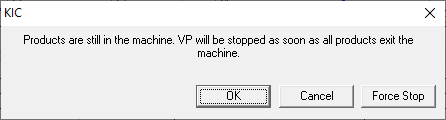 KIC
Products are still in the machine. VP will be stopped as soon as all products exit the
machine.
OK
Cancel
Force Stop